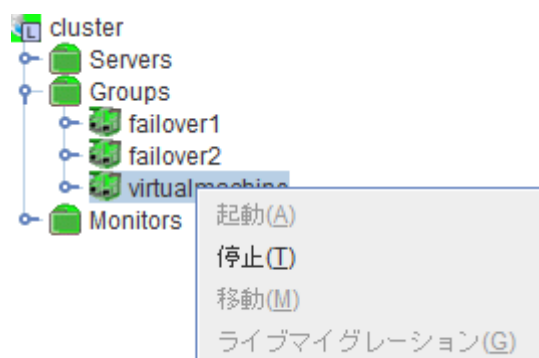 cluster
Servers
Groups
failover1
failover2
virtualmachine
Monitors
起動(A)
停止(T)
移動(M)
ライブマイグレーション(G)